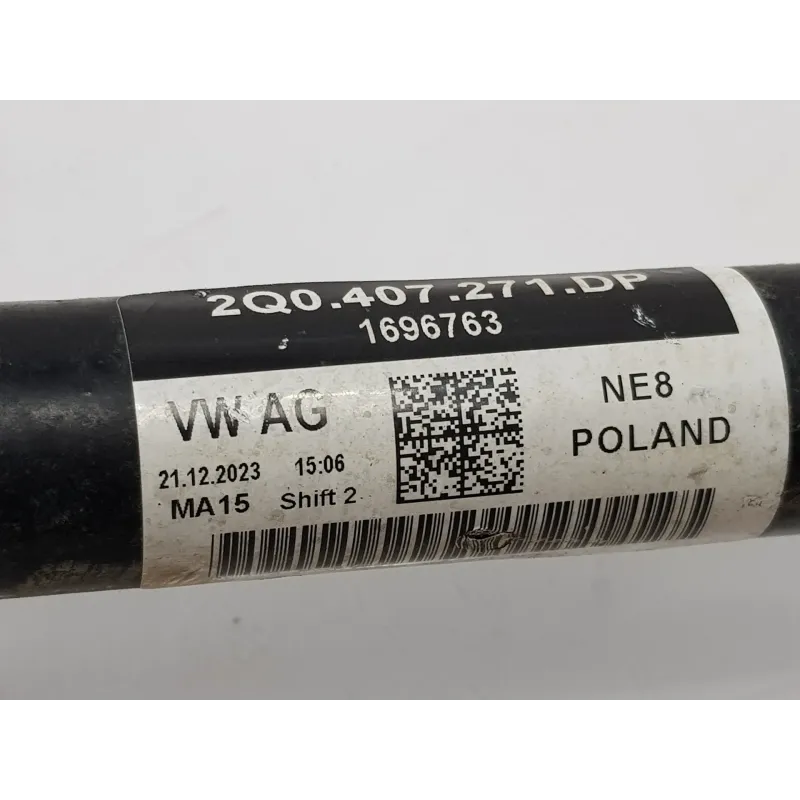 2Q0.407.271.DP
1696763
VW AG
NE8
POLAND
21.12.2023 15:06
MA15 Shift 2